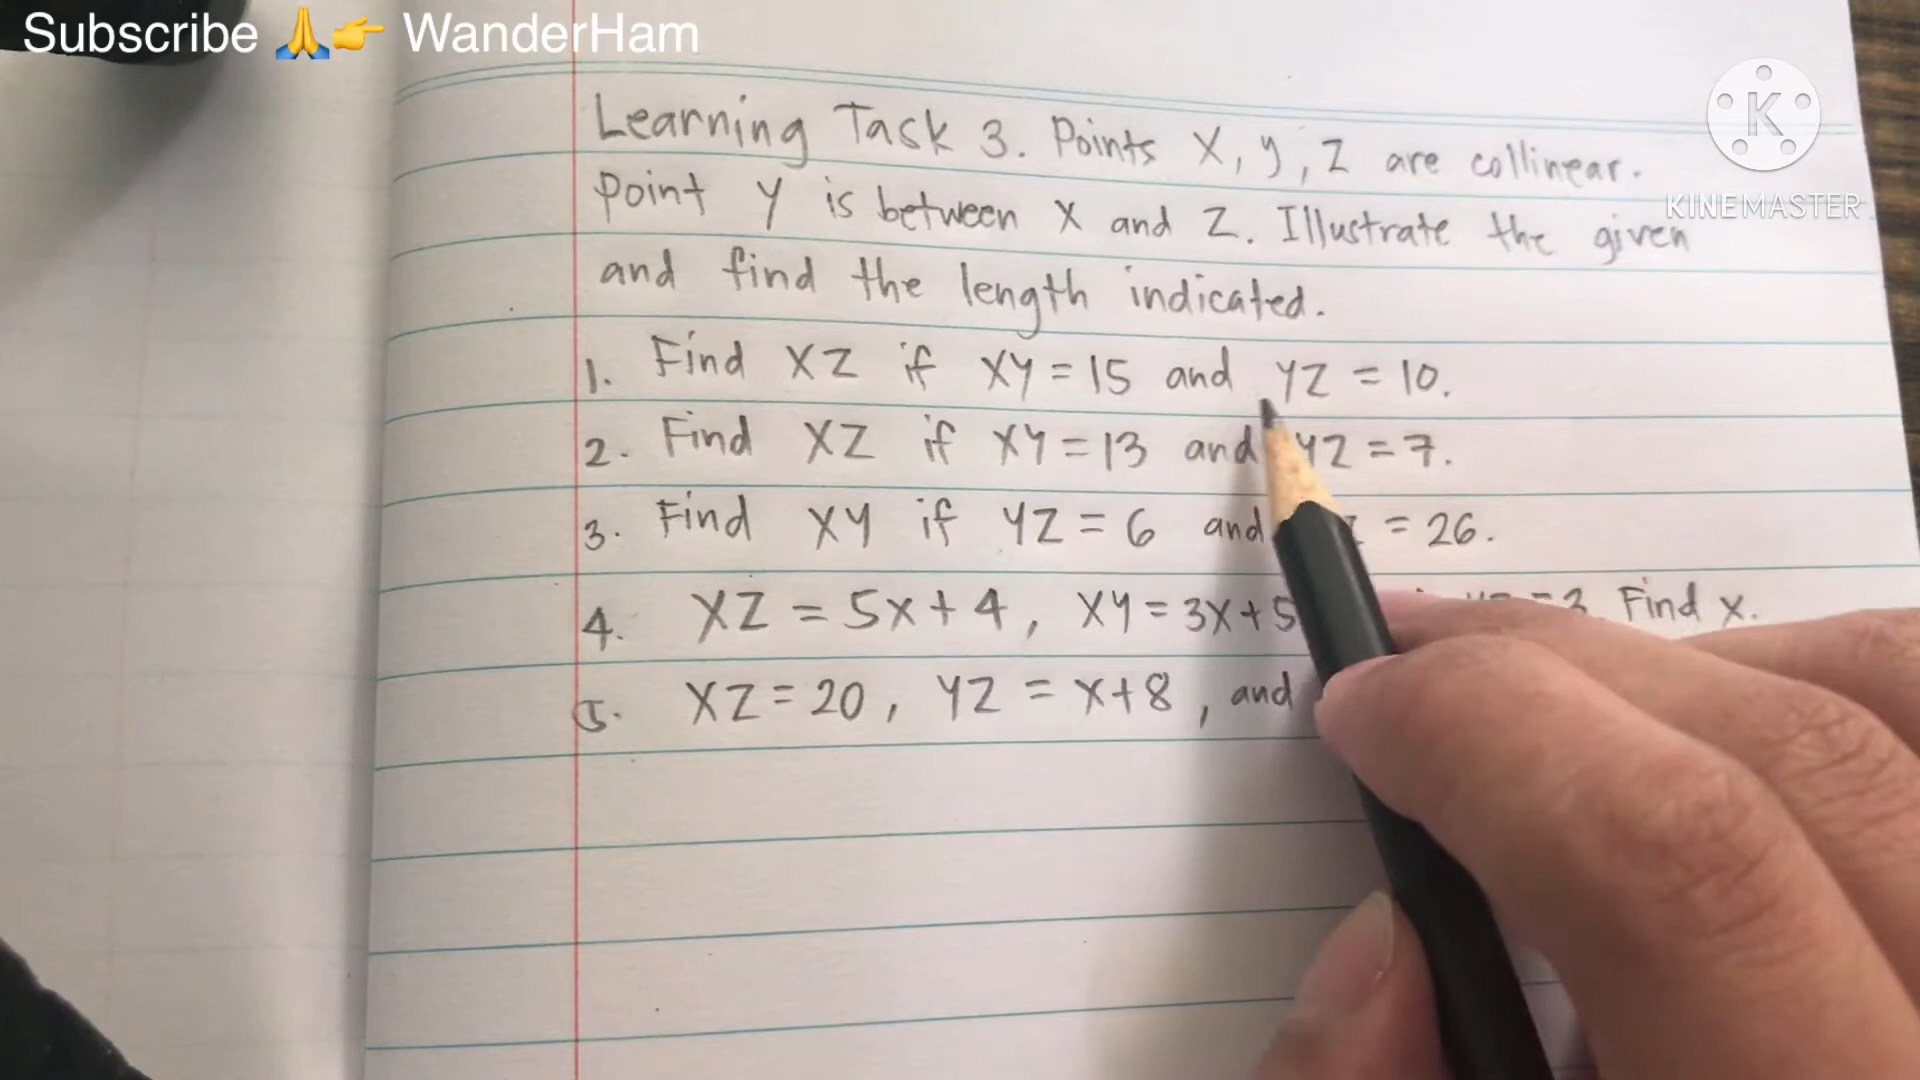 Subscribe 🙏👉 WanderHam
K
KINEMASTER
Learning Task 3. Points X, Y, Z are collinear.
Point Y is between X and Z. Illustrate the given
and find the length indicated.
1. Find XZ if XY = 15 and YZ = 10.
2. Find XZ if XY = 13 and YZ = 7.
3. Find XY if YZ = 6 and = 26.
4. XZ = 5x + 4, XY = 3x + 5 Find x.
5. XZ = 20, YZ = x + 8, and